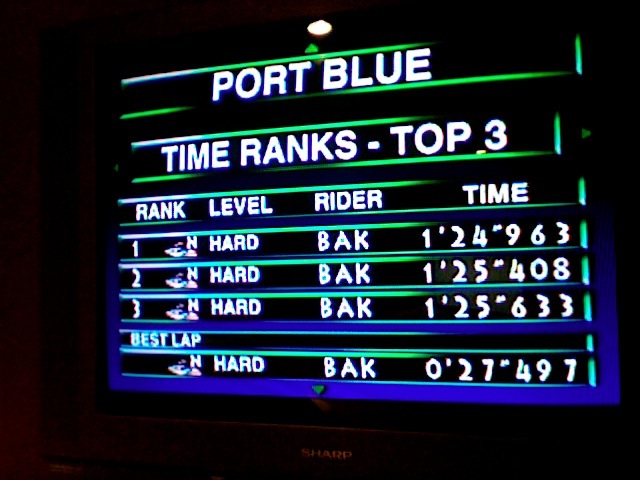 PORT BLUE
TIME RANKS - TOP 3
RANK LEVEL RIDER TIME
1 N HARD BAK 1'24"963
2 N HARD BAK 1'25"408
3 N HARD BAK 1'25"633
BEST LAP
N HARD BAK 0'27"497
SHARP